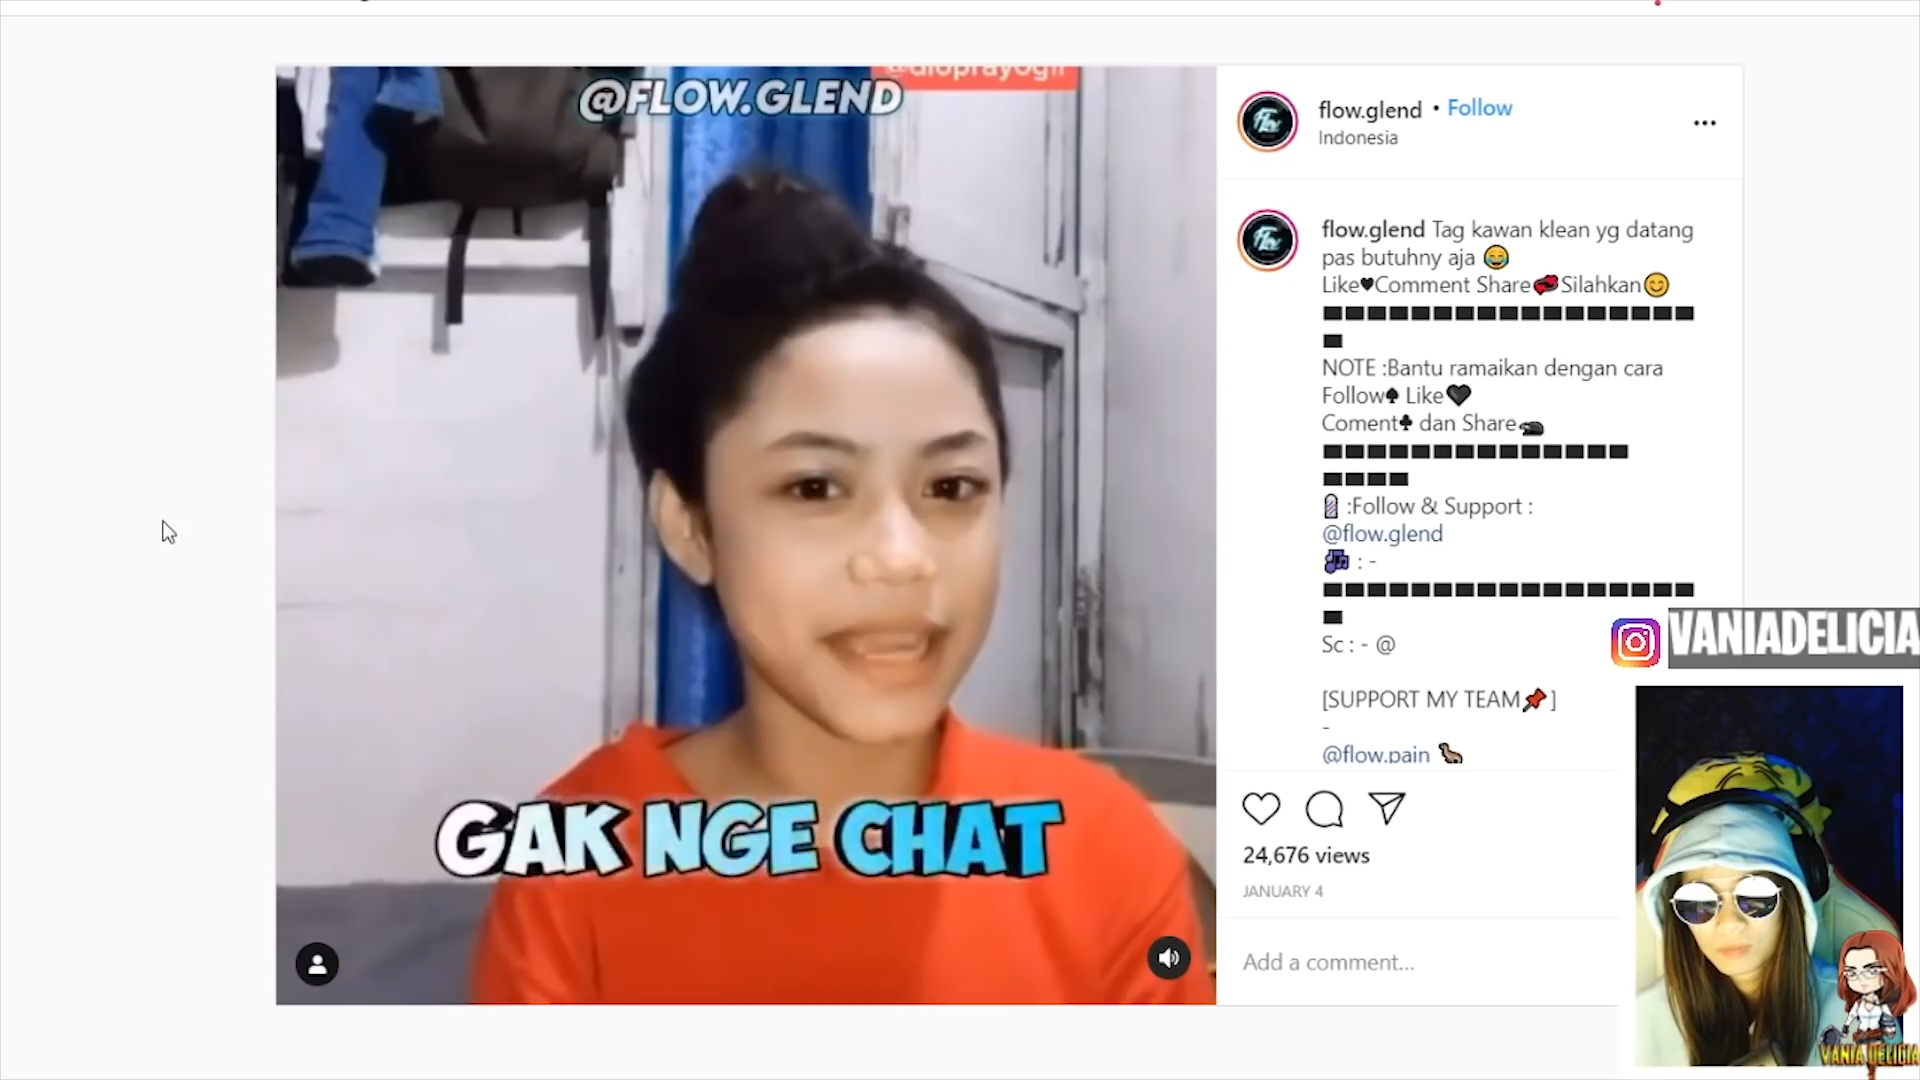 @FLOW.GLEND
@dioprayogii
GAK NGE CHAT
flow.glend • Follow
Indonesia
flow.glend Tag kawan klean yg datang
pas butuhny aja 😂
Like♥Comment Share💞Silahkan😊
▬▬▬▬▬▬▬▬▬▬▬▬▬▬▬▬▬
▬
NOTE :Bantu ramaikan dengan cara
Follow♠ Like🖤
Coment♣ dan Share
▬▬▬▬▬▬▬▬▬▬▬▬▬▬
▬▬▬▬
💈 :Follow & Support :
@flow.glend
🎶 : -
▬▬▬▬▬▬▬▬▬▬▬▬▬▬▬▬▬
▬
Sc : - @
[SUPPORT MY TEAM📌]
-
@flow.pain
24,676 views
JANUARY 4
Add a comment...
VANIADELICIA
VANIA DELICIA